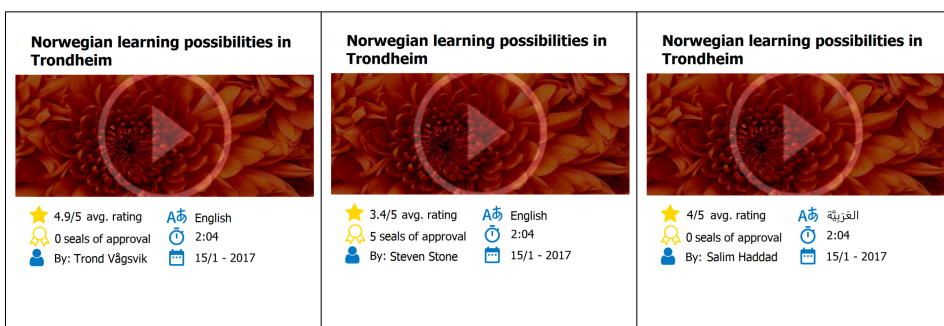 Norwegian learning possibilities in
Trondheim
4.9/5 avg. rating
English
0 seals of approval
2:04
By: Trond Vågsvik
15/1 - 2017
Norwegian learning possibilities in
Trondheim
3.4/5 avg. rating
English
5 seals of approval
2:04
By: Steven Stone
15/1 - 2017
Norwegian learning possibilities in
Trondheim
4/5 avg. rating
العَرَبِيَّة
0 seals of approval
2:04
By: Salim Haddad
15/1 - 2017